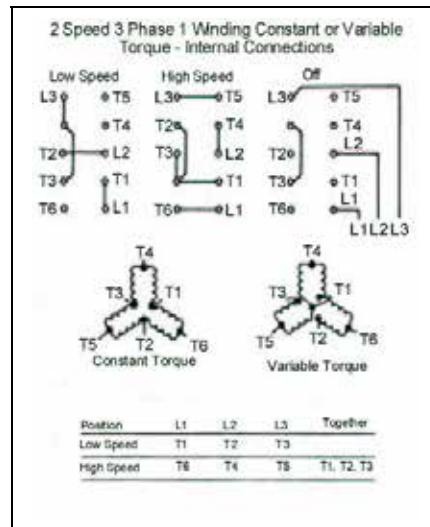 2 Speed 3 Phase 1 Winding Constant or Variable
Torque - Internal Connections
Low Speed High Speed Off
L3 T5 L3 T5 L3 T5
T4 T2 T4 T4
T2 L2 T3 L2 T2 L2
T3 T1 T1 T3 T1
T6 L1 T6 L1 T6 L1
L1 L2 L3
T4 T4
T3 T1 T3 T1
T5 T2 T6 T5 T2 T6
Constant Torque Variable Torque
Position L1 L2 L3 Together
Low Speed T1 T2 T3
High Speed T6 T4 T5 T1, T2, T3